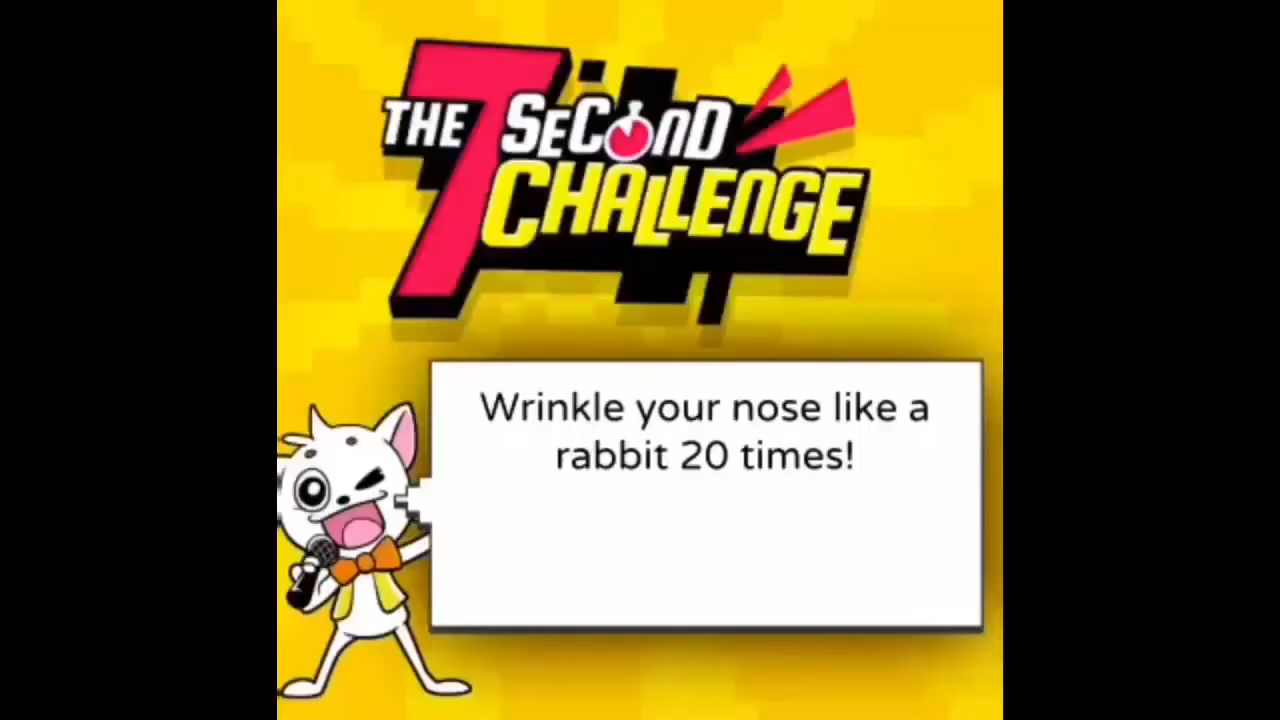 THE 7 SECOND
CHALLENGE
Wrinkle your nose like a
rabbit 20 times!